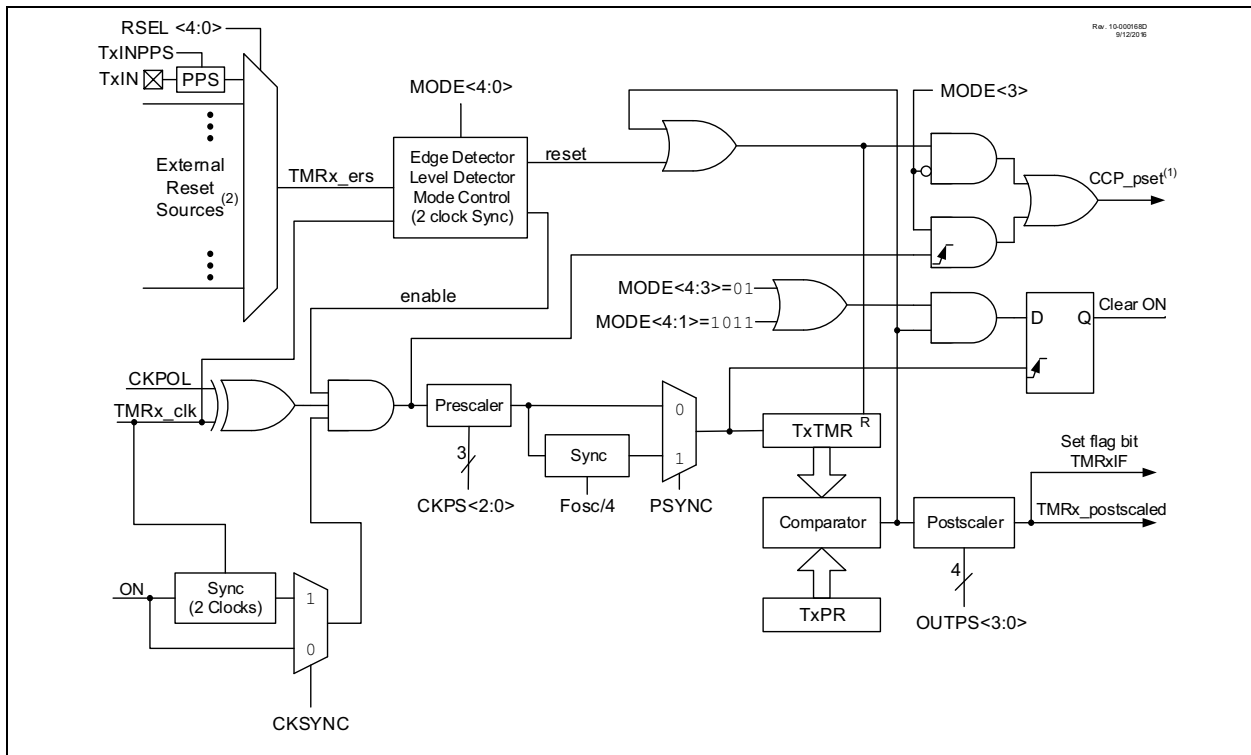 Rev. 10-000168D
9/12/2016
RSEL <4:0>
TxINPPS
TxIN
PPS
MODE<4:0>
MODE<3>
External
Reset
Sources(2)
TMRx_ers
Edge Detector
Level Detector
Mode Control
(2 clock Sync)
reset
CCP_pset(1)
enable
MODE<4:3>=01
MODE<4:1>=1011
D
Q
Clear ON
CKPOL
TMRx_clk
Prescaler
3
CKPS<2:0>
Sync
Fosc/4
0
1
PSYNC
TxTMR
R
Comparator
TxPR
Postscaler
4
OUTPS<3:0>
Set flag bit
TMRxIF
TMRx_postscaled
ON
Sync
(2 Clocks)
1
0
CKSYNC